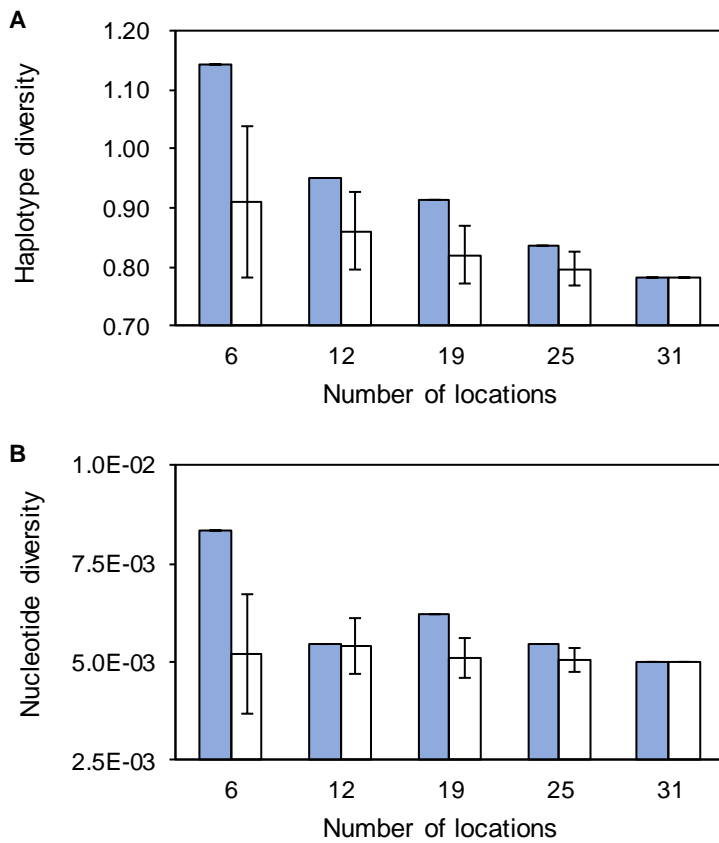 A
1.20
1.10
1.00
0.90
0.80
0.70
Haplotype diversity
6 12 19 25 31
Number of locations
B
1.0E-02
7.5E-03
5.0E-03
2.5E-03
Nucleotide diversity
6 12 19 25 31
Number of locations